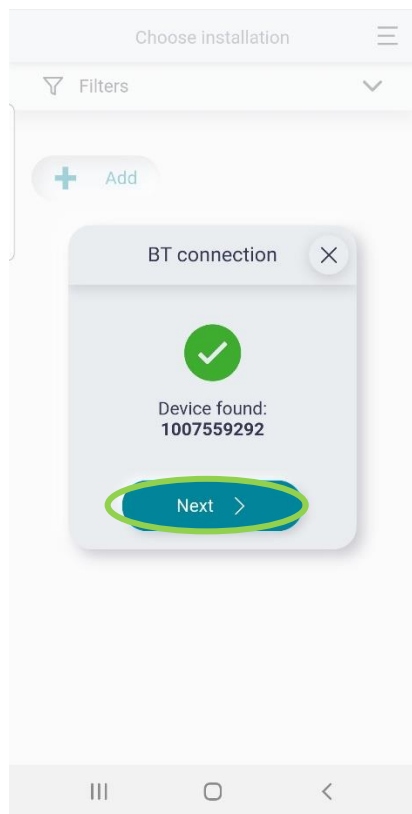 Choose installation
Filters
Add
BT connection
Device found:
1007559292
Next